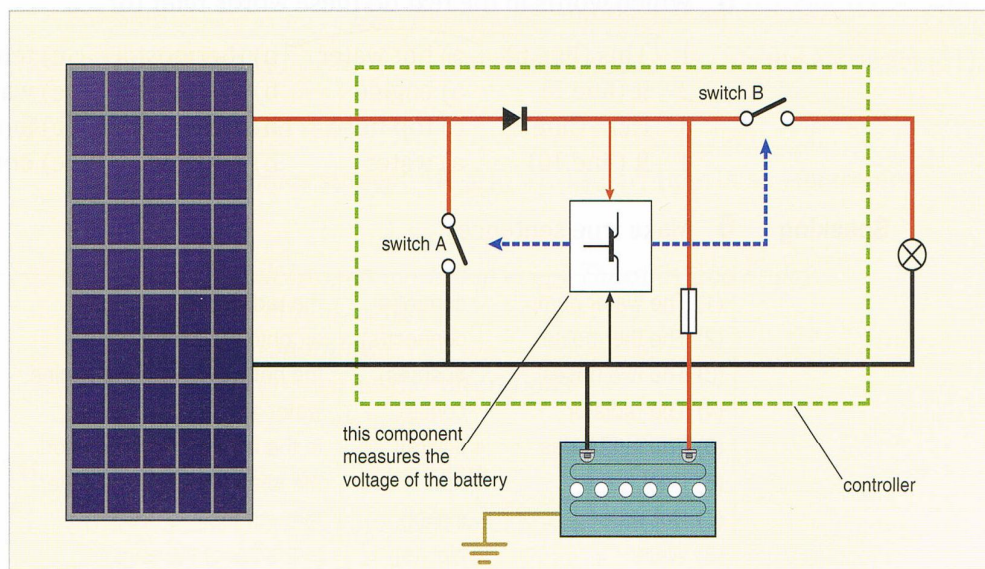 switch B
switch A
this component
measures the
voltage of the battery
controller